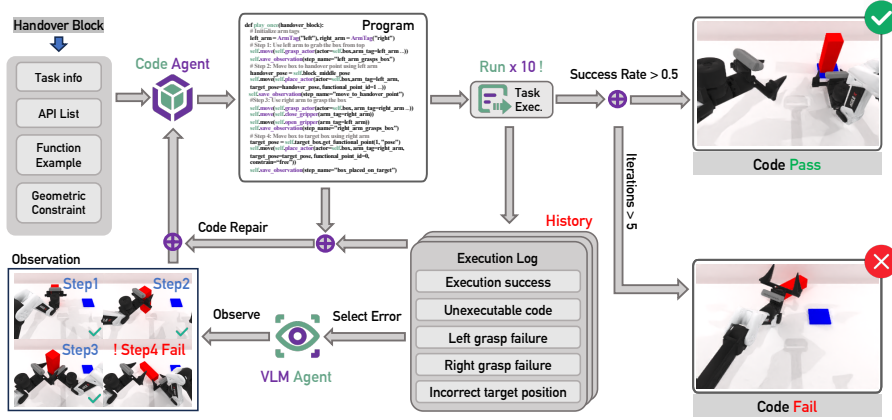 Handover Block
Task info
API List
Function
Example
Geometric
Constraint
Code Agent
Program
def play_once(handover_block):
# Initialize arm tags
left_arm = ArmTag("left"), right_arm = ArmTag("right")
# Step 1: Use left arm to grab the box from top
self.move(self.grasp_actor(actor=self.box,arm_tag=left_arm ...))
self.save_observation(step_name="left_arm_grasps_box")
# Step 2: Move box to handover point using left arm
handover_pose = self.block_middle_pose
self.move(self.place_actor(actor=self.box,arm_tag=left_arm,
target_pose=handover_pose, functional_point_id=1 ...))
self.save_observation(step_name="move_to_handover_point")
#Step 3: Use right arm to grasp the box
self.move(self.grasp_actor(actor=self.box, arm_tag=right_arm ...))
self.move(self.close_gripper(arm_tag=right_arm))
self.move(self.open_gripper(arm_tag=left_arm))
self.save_observation(step_name="right_arm_grasps_box")
# Step 4: Move box to target box using right arm
target_pose = self.target_box.get_functional_point(1, "pose")
self.move(self.place_actor(actor=self.box, arm_tag=right_arm,
target_pose=target_pose, functional_point_id=0,
constrain="free"))
self.save_observation(step_name="box_placed_on_target")
Run x 10 !
Task
Exec.
Success Rate > 0.5
Code Pass
Iterations > 5
Code Fail
History
Execution Log
Execution success
Unexecutable code
Left grasp failure
Right grasp failure
Incorrect target position
Code Repair
Select Error
VLM Agent
Observe
Observation
Step1
Step2
Step3
! Step4 Fail